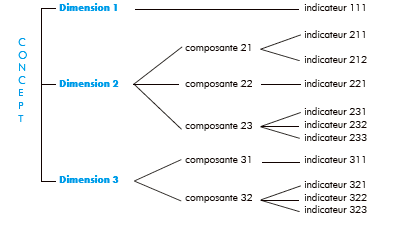 CONCEPT
Dimension 1
indicateur 111
Dimension 2
composante 21
indicateur 211
indicateur 212
composante 22
indicateur 221
composante 23
indicateur 231
indicateur 232
indicateur 233
Dimension 3
composante 31
indicateur 311
composante 32
indicateur 321
indicateur 322
indicateur 323